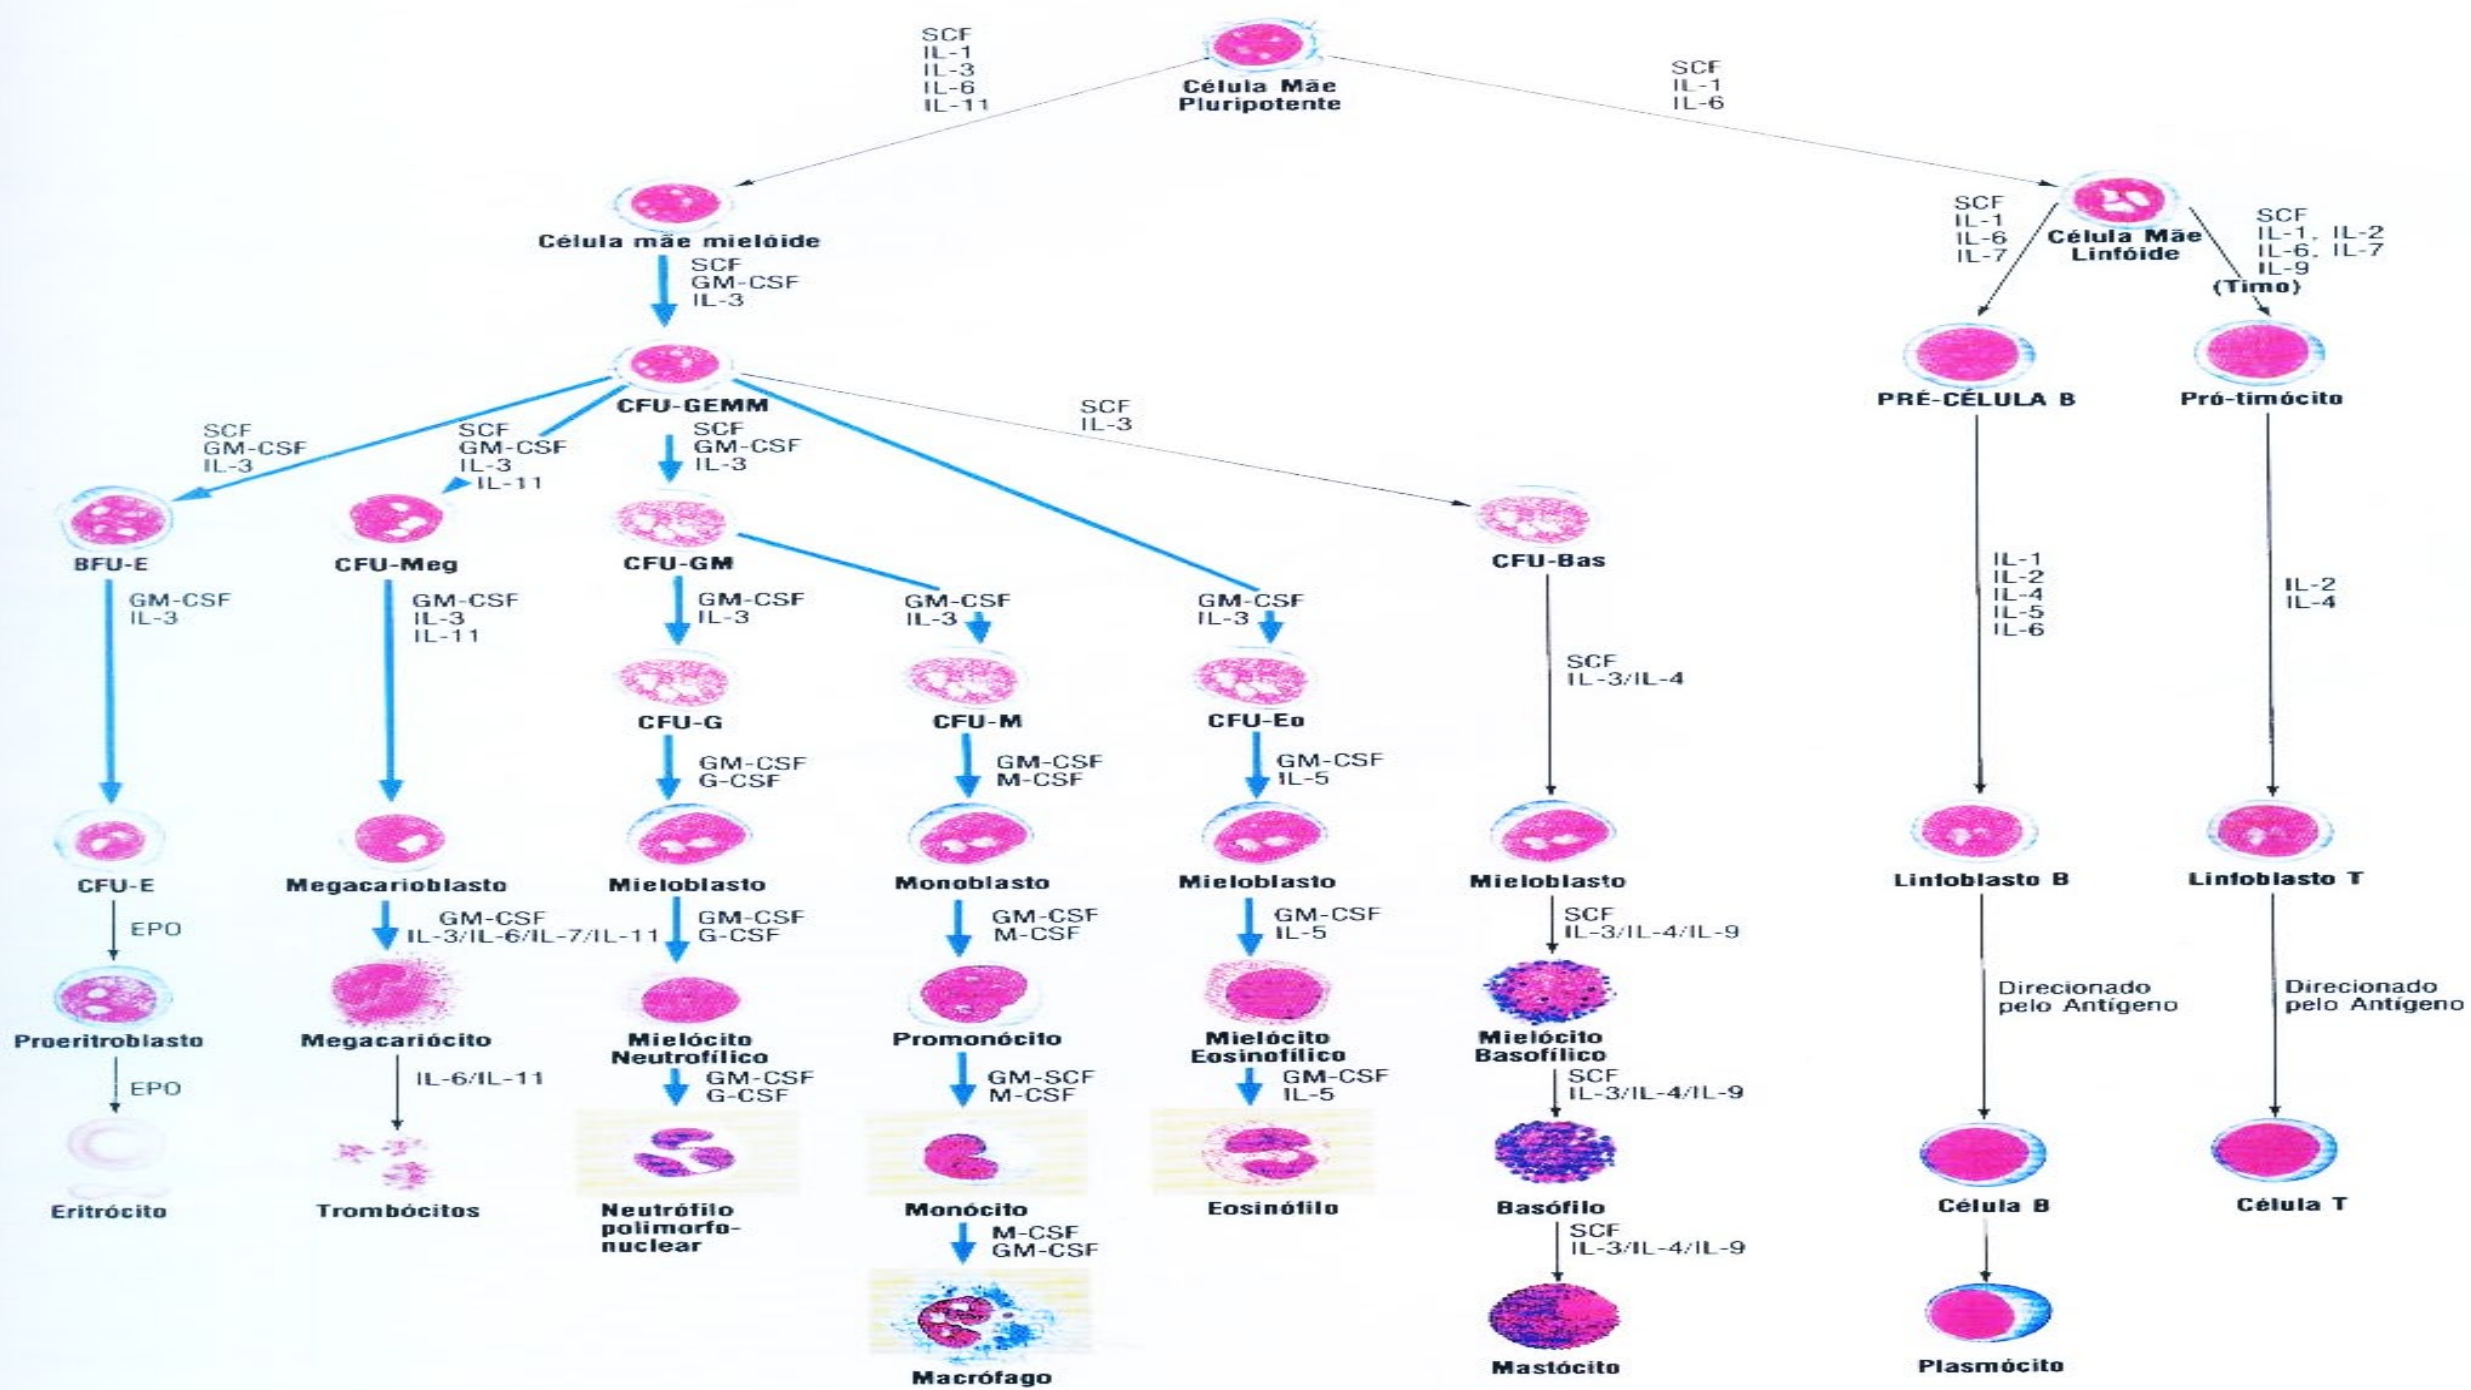 SCF
IL-1
IL-3
IL-6
IL-11
Célula Mãe
Pluripotente
SCF
IL-1
IL-6
Célula mãe mielóide
SCF
GM-CSF
IL-3
SCF
IL-1
IL-6
IL-7
Célula Mãe
Linfóide
SCF
IL-1, IL-2
IL-6, IL-7
IL-9
(Timo)
CFU-GEMM
PRÉ-CÉLULA B
Pró-timócito
SCF
GM-CSF
IL-3
SCF
GM-CSF
IL-3
IL-11
SCF
GM-CSF
IL-3
SCF
IL-3
BFU-E
CFU-Meg
CFU-GM
CFU-Bas
GM-CSF
IL-3
GM-CSF
IL-3
IL-11
GM-CSF
IL-3
GM-CSF
IL-3
GM-CSF
IL-3
SCF
IL-3/IL-4
IL-1
IL-2
IL-4
IL-5
IL-6
IL-2
IL-4
CFU-G
CFU-M
CFU-Eo
GM-CSF
G-CSF
GM-CSF
M-CSF
GM-CSF
IL-5
CFU-E
Megacarioblasto
Mieloblasto
Monoblasto
Mieloblasto
Mieloblasto
Linfoblasto B
Linfoblasto T
EPO
GM-CSF
IL-3/IL-6/IL-7/IL-11
GM-CSF
G-CSF
GM-CSF
M-CSF
GM-CSF
IL-5
SCF
IL-3/IL-4/IL-9
Direcionado
pelo Antígeno
Direcionado
pelo Antígeno
Proeritroblasto
Megacariócito
Mielócito
Neutrofílico
Promonócito
Mielócito
Eosinofílico
Mielócito
Basofílico
EPO
IL-6/IL-11
GM-CSF
G-CSF
GM-SCF
M-CSF
GM-CSF
IL-5
SCF
IL-3/IL-4/IL-9
Eritrócito
Trombócitos
Neutrófilo
polimorfo-
nuclear
Monócito
Eosinófilo
Basófilo
Célula B
Célula T
M-CSF
GM-CSF
SCF
IL-3/IL-4/IL-9
Macrófago
Mastócito
Plasmócito